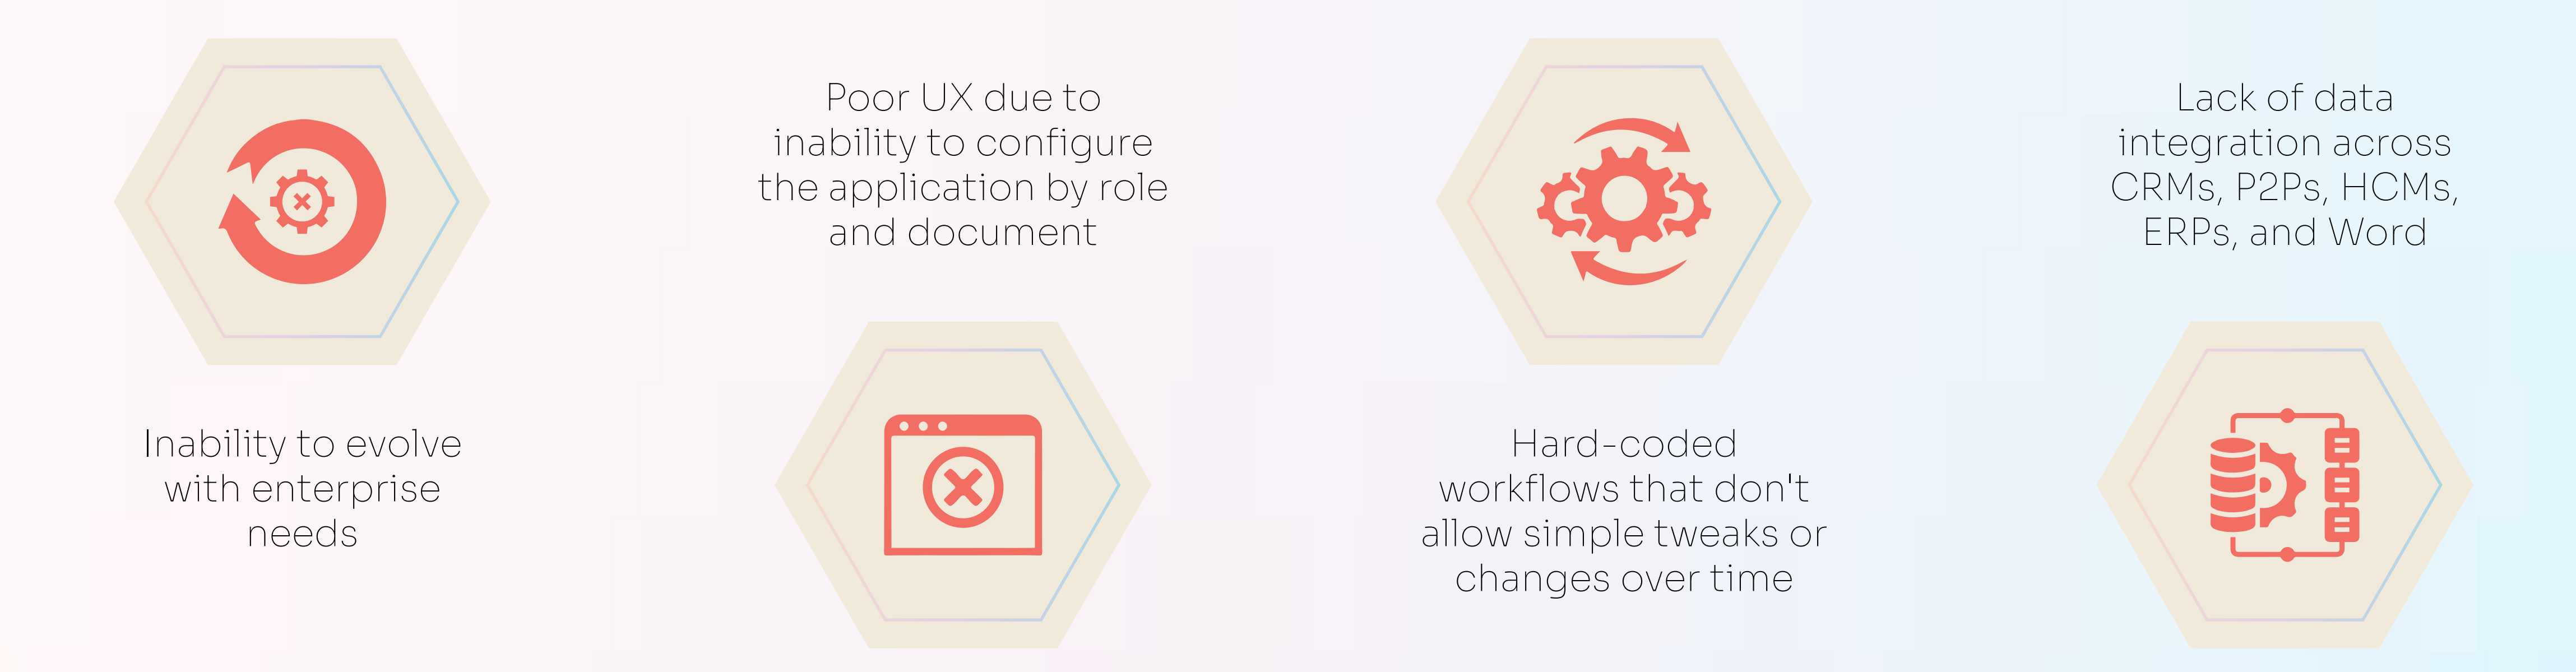 Inability to evolve
with enterprise
needs
Poor UX due to
inability to configure
the application by role
and document
Hard-coded
workflows that don't
allow simple tweaks or
changes over time
Lack of data
integration across
CRMs, P2Ps, HCMs,
ERPs, and Word